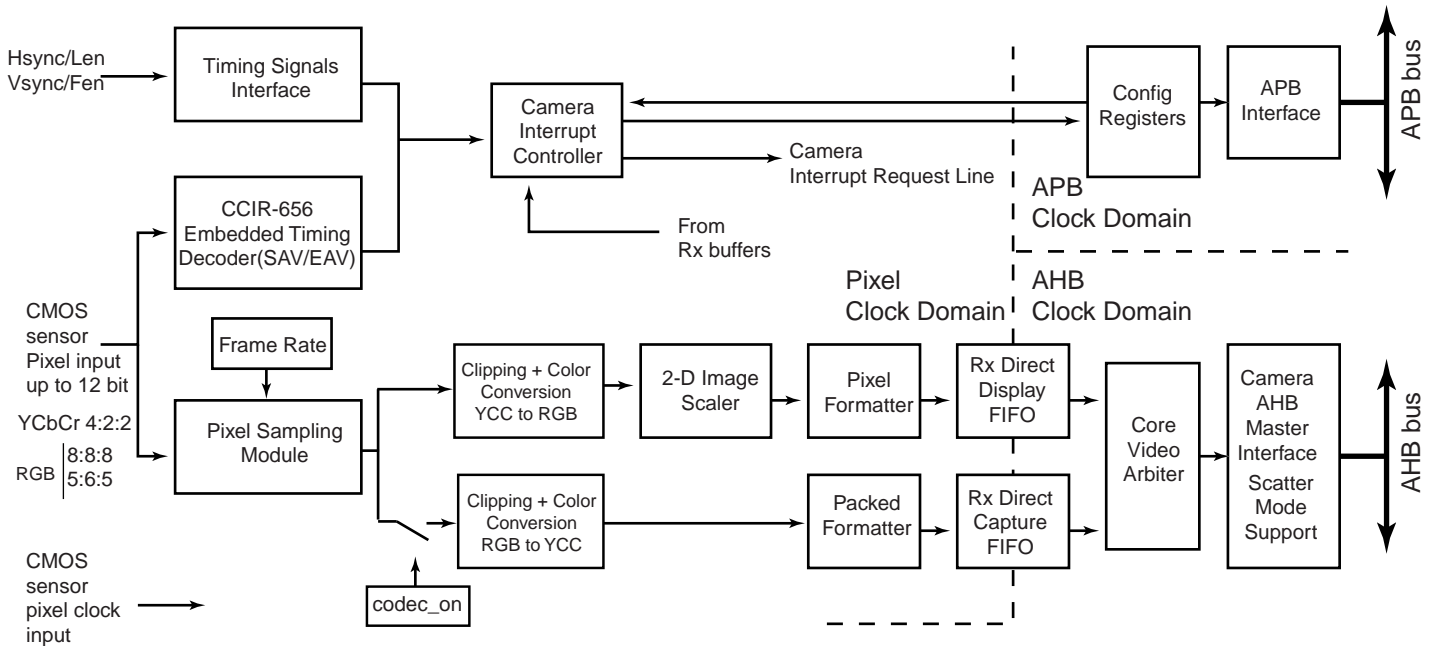 Hsync/Len
Vsync/Fen
Timing Signals
Interface
Camera
Interrupt
Controller
Config
Registers
APB
Interface
APB bus
Camera
Interrupt Request Line
APB
Clock Domain
CCIR-656
Embedded Timing
Decoder(SAV/EAV)
From
Rx buffers
Pixel
Clock Domain
AHB
Clock Domain
CMOS
sensor
Pixel input
up to 12 bit
YCbCr 4:2:2
RGB
8:8:8
5:6:5
Frame Rate
Pixel Sampling
Module
Clipping + Color
Conversion
YCC to RGB
2-D Image
Scaler
Pixel
Formatter
Rx Direct
Display
FIFO
Core
Video
Arbiter
Camera
AHB
Master
Interface
Scatter
Mode
Support
AHB bus
Clipping + Color
Conversion
RGB to YCC
Packed
Formatter
Rx Direct
Capture
FIFO
codec_on
CMOS
sensor
pixel clock
input